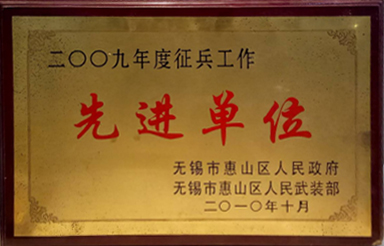 二〇〇九年度征兵工作
先进单位
无锡市惠山区人民政府
无锡市惠山区人民武装部
二〇一〇年十月